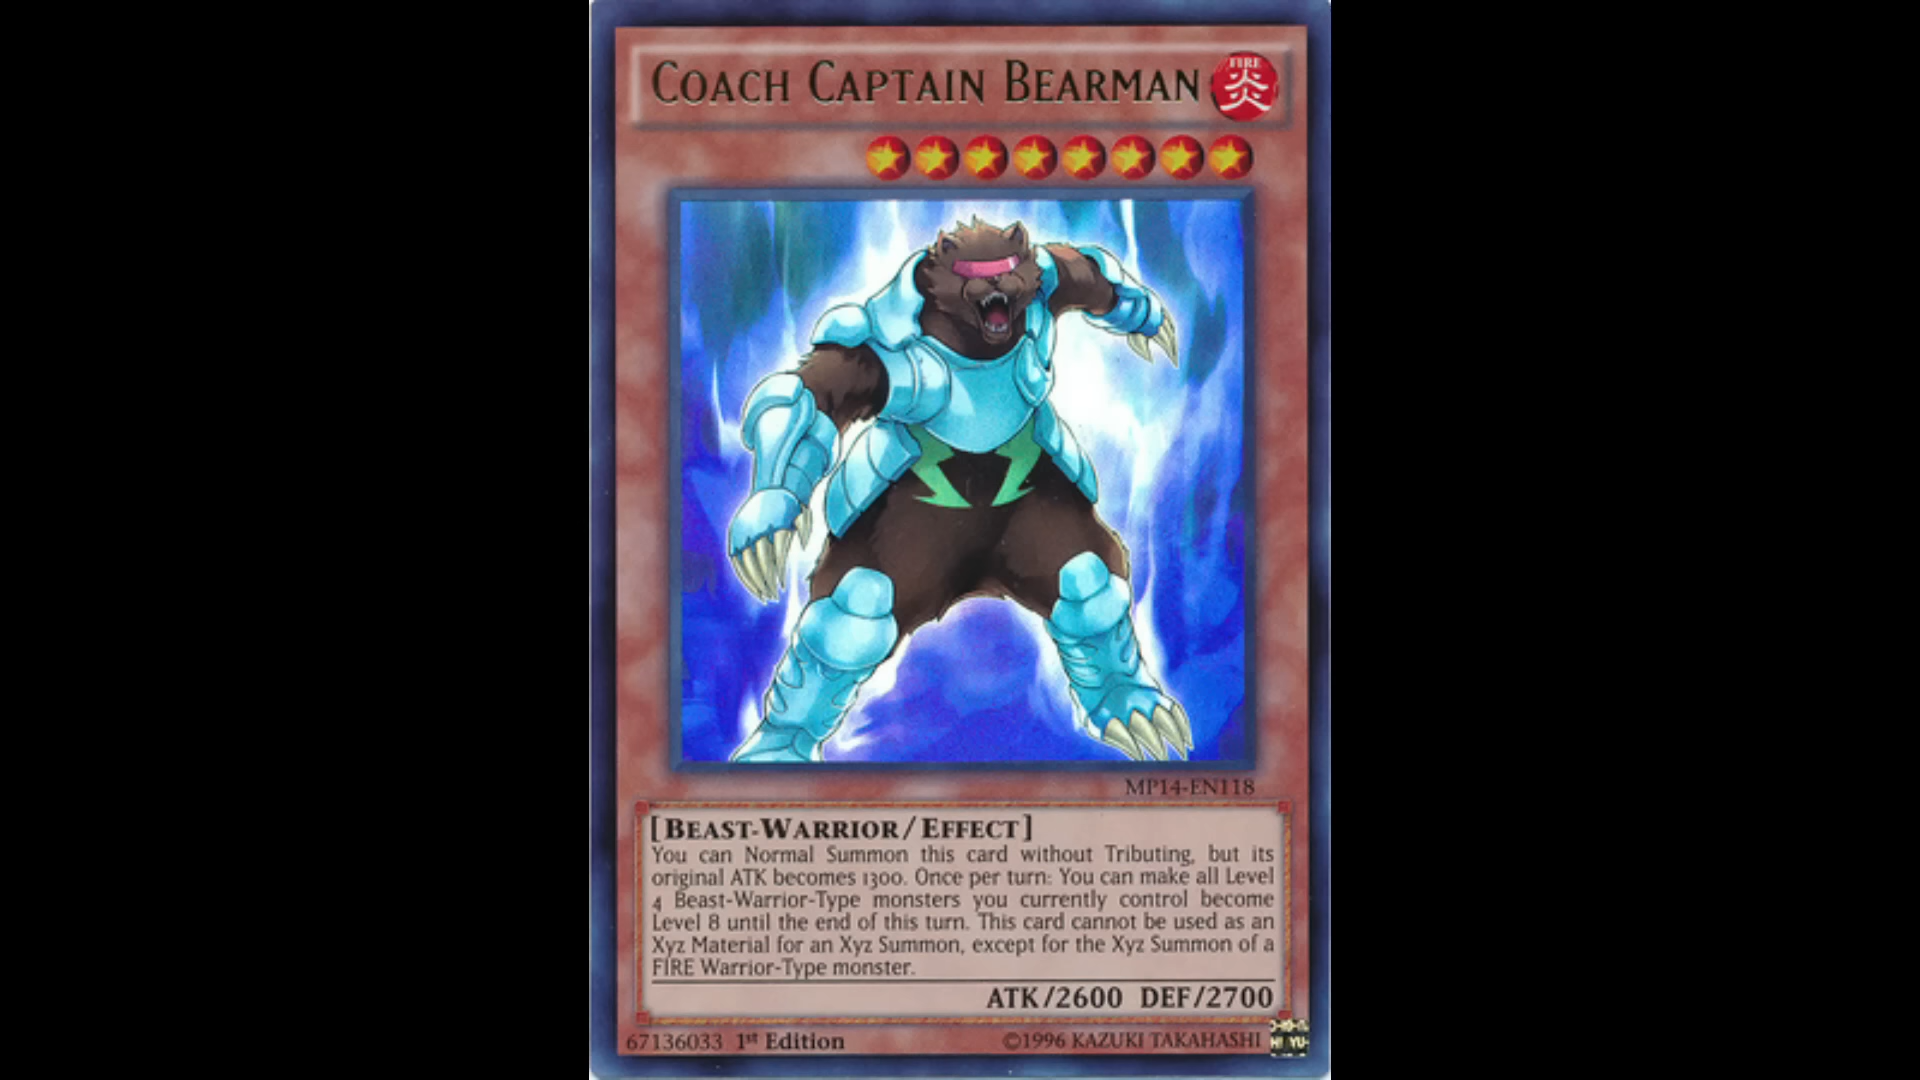 COACH CAPTAIN BEARMAN
FIRE
炎
MP14-EN118
[BEAST-WARRIOR/EFFECT]
You can Normal Summon this card without Tributing, but its
original ATK becomes 1300. Once per turn: You can make all Level
4 Beast-Warrior-Type monsters you currently control become
Level 8 until the end of this turn. This card cannot be used as an
Xyz Material for an Xyz Summon, except for the Xyz Summon of a
FIRE Warrior-Type monster.
ATK/2600 DEF/2700
67136033 1st Edition
©1996 KAZUKI TAKAHASHI